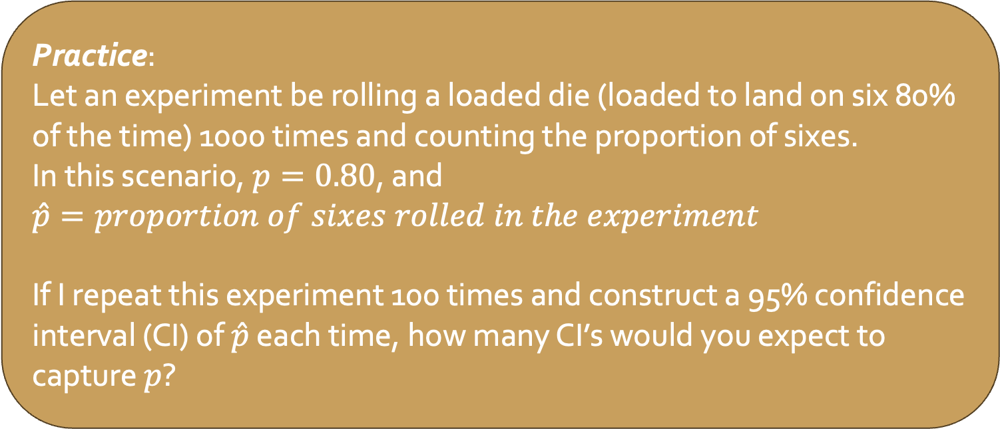 Practice:
Let an experiment be rolling a loaded die (loaded to land on six 80%
of the time) 1000 times and counting the proportion of sixes.
In this scenario, p = 0.80, and
p̂ = proportion of sixes rolled in the experiment
If I repeat this experiment 100 times and construct a 95% confidence
interval (CI) of p̂ each time, how many CI’s would you expect to
capture p?